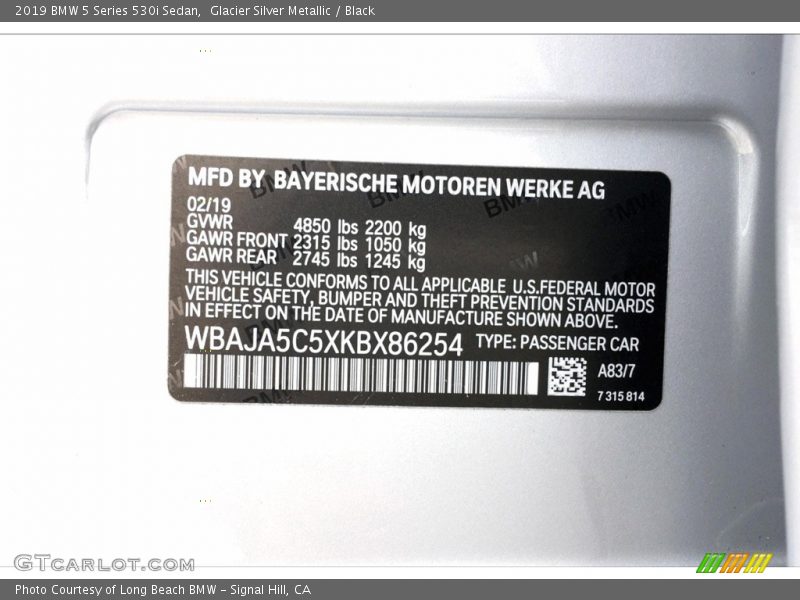 2019 BMW 5 Series 530i Sedan,  Glacier Silver Metallic / Black
MFD BY BAYERISCHE MOTOREN WERKE AG
02/19
GVWR 4850 lbs 2200 kg
GAWR FRONT 2315 lbs 1050 kg
GAWR REAR 2745 lbs 1245 kg
THIS VEHICLE CONFORMS TO ALL APPLICABLE U.S.FEDERAL MOTOR
VEHICLE SAFETY, BUMPER AND THEFT PREVENTION STANDARDS
IN EFFECT ON THE DATE OF MANUFACTURE SHOWN ABOVE.
WBAJA5C5XKBX86254 TYPE: PASSENGER CAR
A83/7
7 315 814
GTCARLOT.COM
Photo Courtesy of Long Beach BMW - Signal Hill, CA